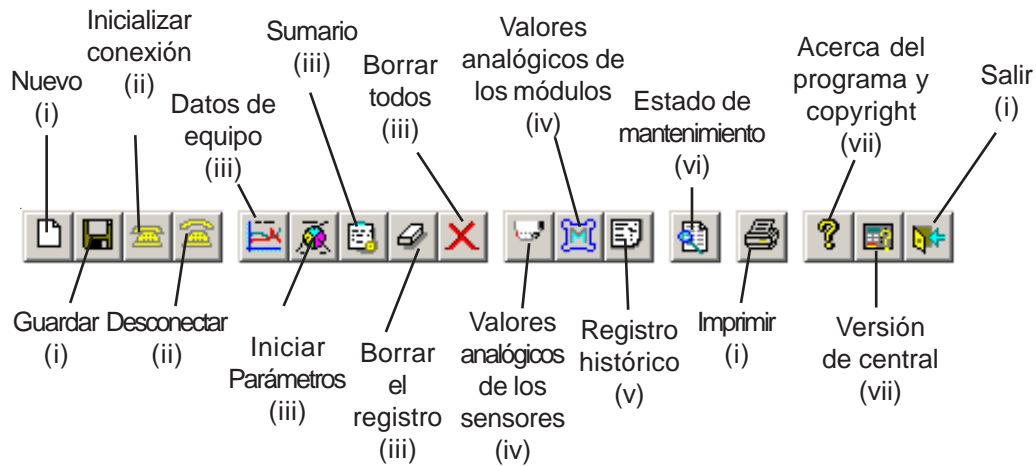 Nuevo
(i)
Inicializar
conexión
(ii)
Datos de
equipo
(iii)
Sumario
(iii)
Borrar
todos
(iii)
Valores
analógicos de
los módulos
(iv)
Estado de
mantenimiento
(vi)
Acerca del
programa y
copyright
(vii)
Salir
(i)
M
Guardar
(i)
Desconectar
(ii)
Iniciar
Parámetros
(iii)
Borrar
el
registro
(iii)
Valores
analógicos
de los
sensores
(iv)
Registro
histórico
(v)
Imprimir
(i)
Versión
de central
(vii)